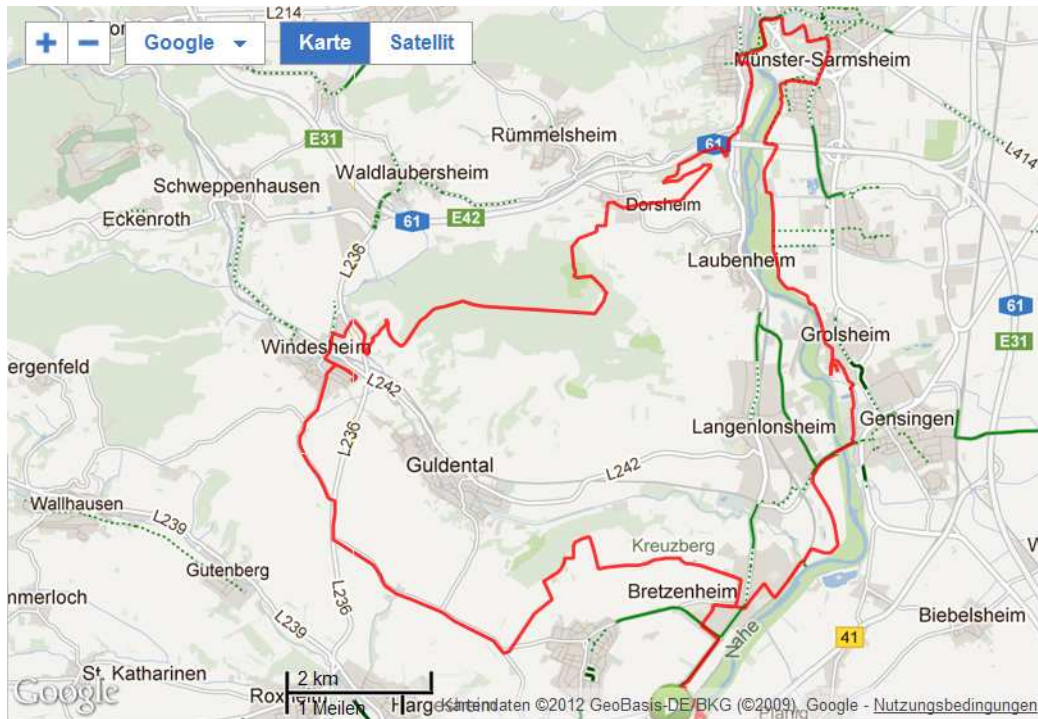 L214
+
−
Google
Karte
Satellit
Münster-Sarmsheim
Rümmelsheim
61
E31
L414
Waldlaubersheim
Schweppenhausen
Eckenroth
61
E42
Dorsheim
L236
Laubenheim
61
E31
Grolsheim
Windesheim
L242
L236
Langenlonsheim
Gensingen
Guldental
L242
Wallhausen
L239
Kreuzberg
Gutenberg
L236
Bretzenheim
Biebelsheim
L239
Nahe
41
St. Katharinen
2 km
1 Meilen
Google
Kartendaten ©2012 GeoBasis-DE/BKG (©2009), Google - Nutzungsbedingungen